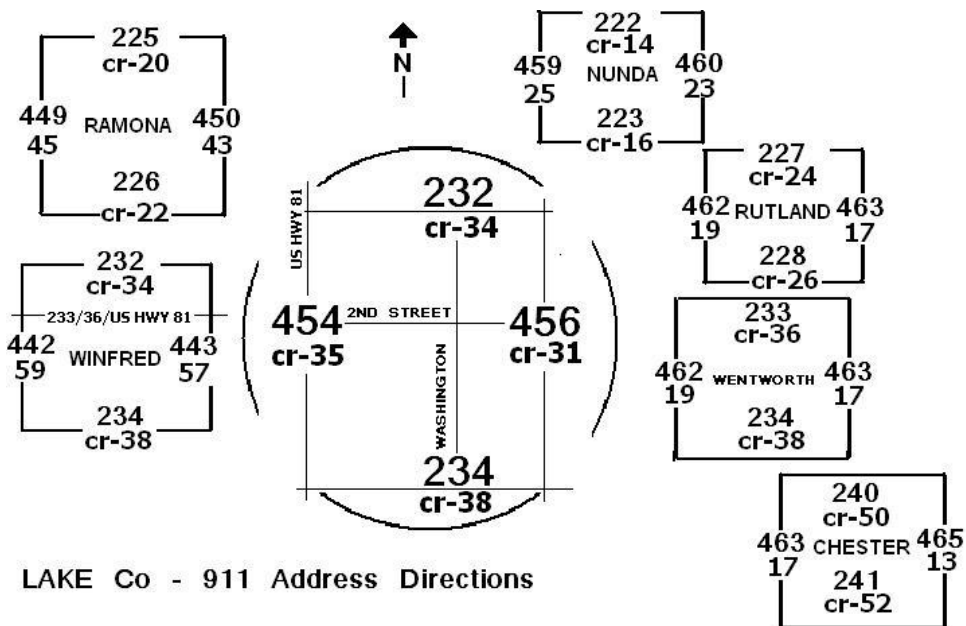 225
cr-20
449
45
RAMONA
450
43
226
cr-22
N
222
cr-14
459
25
NUNDA
460
23
223
cr-16
227
cr-24
462
19
RUTLAND
463
17
228
cr-26
232
cr-34
US HWY 81
454
cr-35
2ND STREET
456
cr-31
WASHINGTON
234
cr-38
232
cr-34
233/36/US HWY 81
442
59
WINFRED
443
57
234
cr-38
233
cr-36
462
19
WENTWORTH
463
17
234
cr-38
240
cr-50
463
17
CHESTER
465
13
241
cr-52
LAKE Co - 911 Address Directions